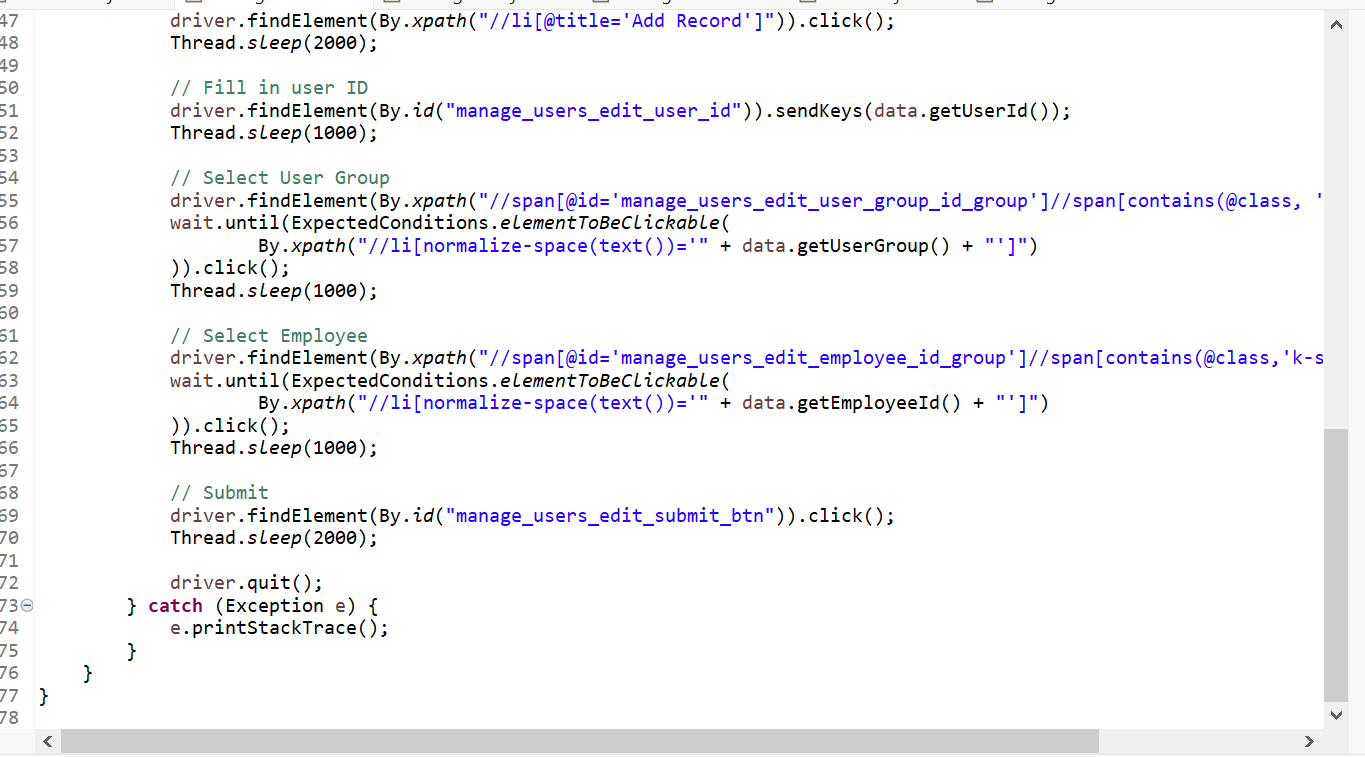 47 driver.findElement(By.xpath("//li[@title='Add Record']")).click();
48 Thread.sleep(2000);
49
50 // Fill in user ID
51 driver.findElement(By.id("manage_users_edit_user_id")).sendKeys(data.getUserId());
52 Thread.sleep(1000);
53
54 // Select User Group
55 driver.findElement(By.xpath("//span[@id='manage_users_edit_user_group_id_group']//span[contains(@class, '
56 wait.until(ExpectedConditions.elementToBeClickable(
57 By.xpath("//li[normalize-space(text())='" + data.getUserGroup() + "']")
58 )).click();
59 Thread.sleep(1000);
60
61 // Select Employee
62 driver.findElement(By.xpath("//span[@id='manage_users_edit_employee_id_group']//span[contains(@class,'k-s
63 wait.until(ExpectedConditions.elementToBeClickable(
64 By.xpath("//li[normalize-space(text())='" + data.getEmployeeId() + "']")
65 )).click();
66 Thread.sleep(1000);
67
68 // Submit
69 driver.findElement(By.id("manage_users_edit_submit_btn")).click();
70 Thread.sleep(2000);
71
72 driver.quit();
73 } catch (Exception e) {
74 e.printStackTrace();
75 }
76 }
77 }
78